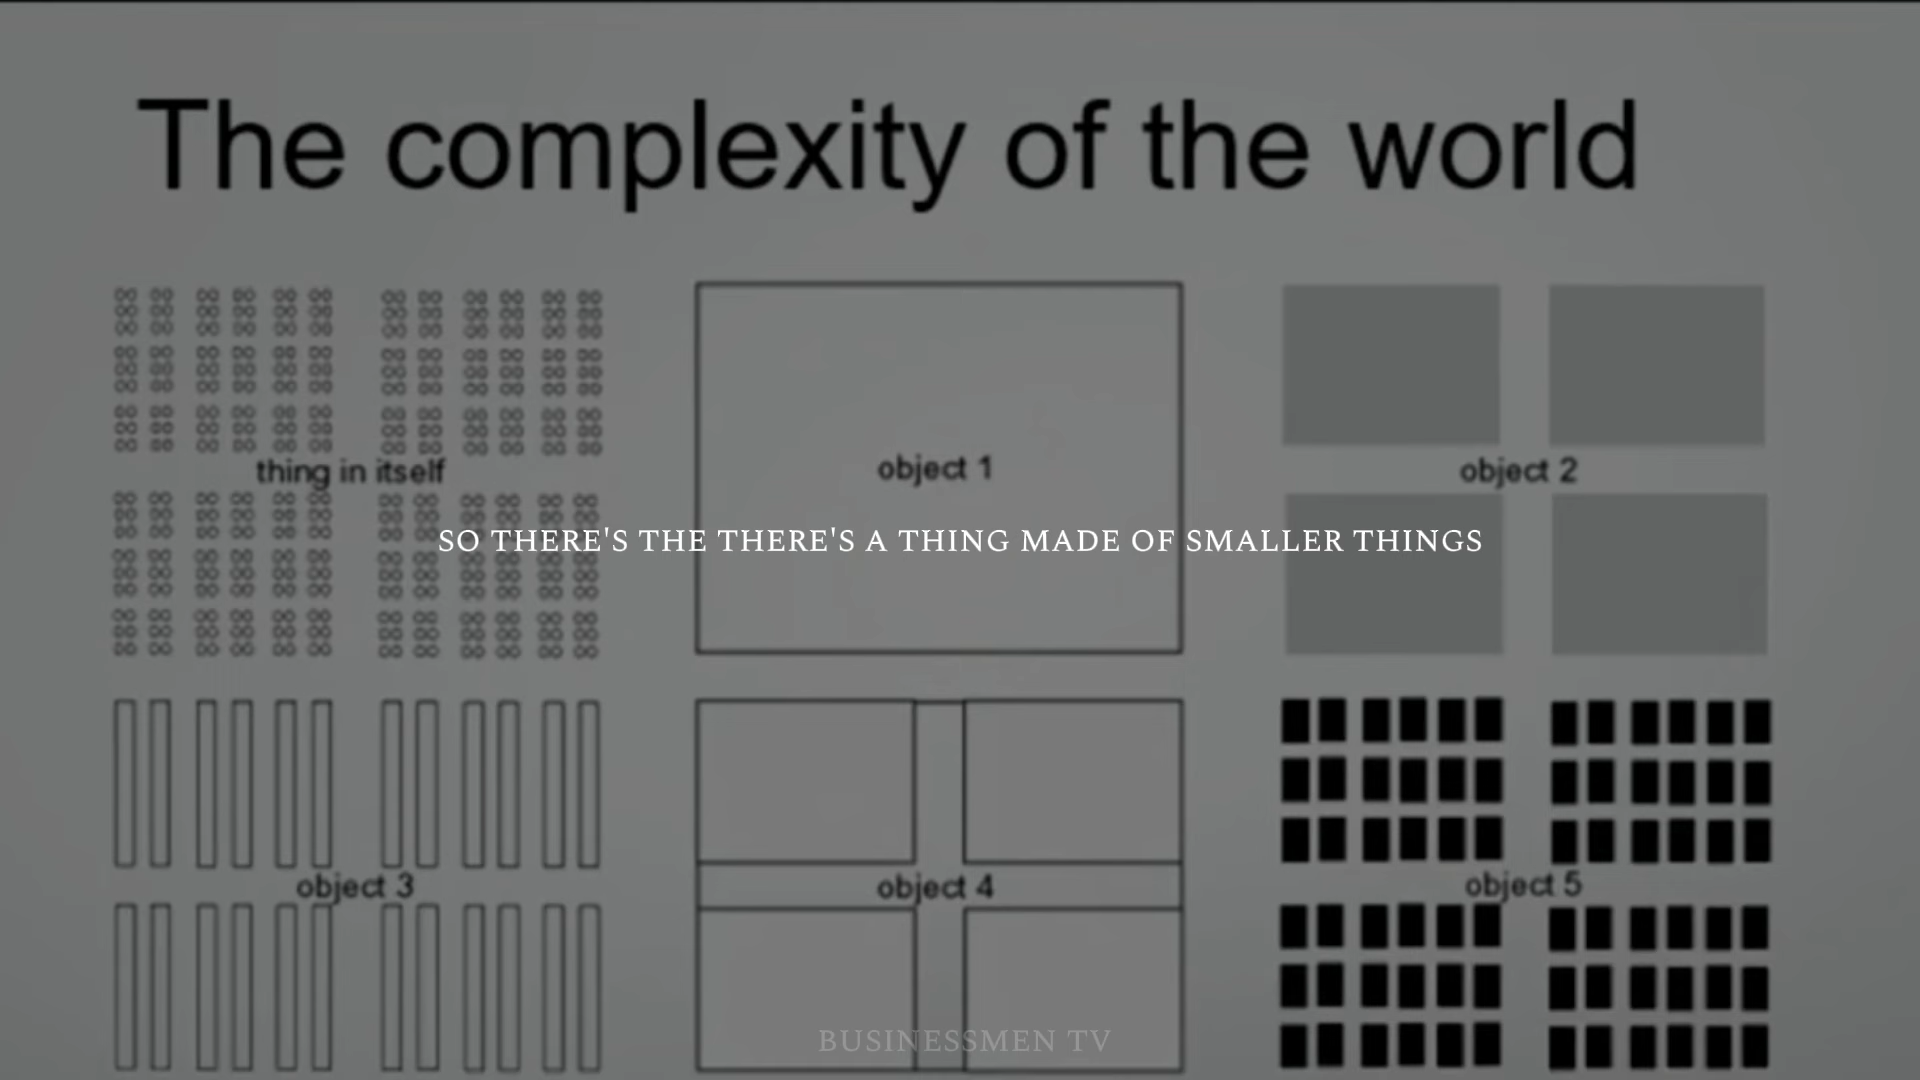 The complexity of the world
thing in itself
object 1
object 2
SO THERE'S THE THERE'S A THING MADE OF SMALLER THINGS
object 3
object 4
object 5
BUSINESSMEN TV